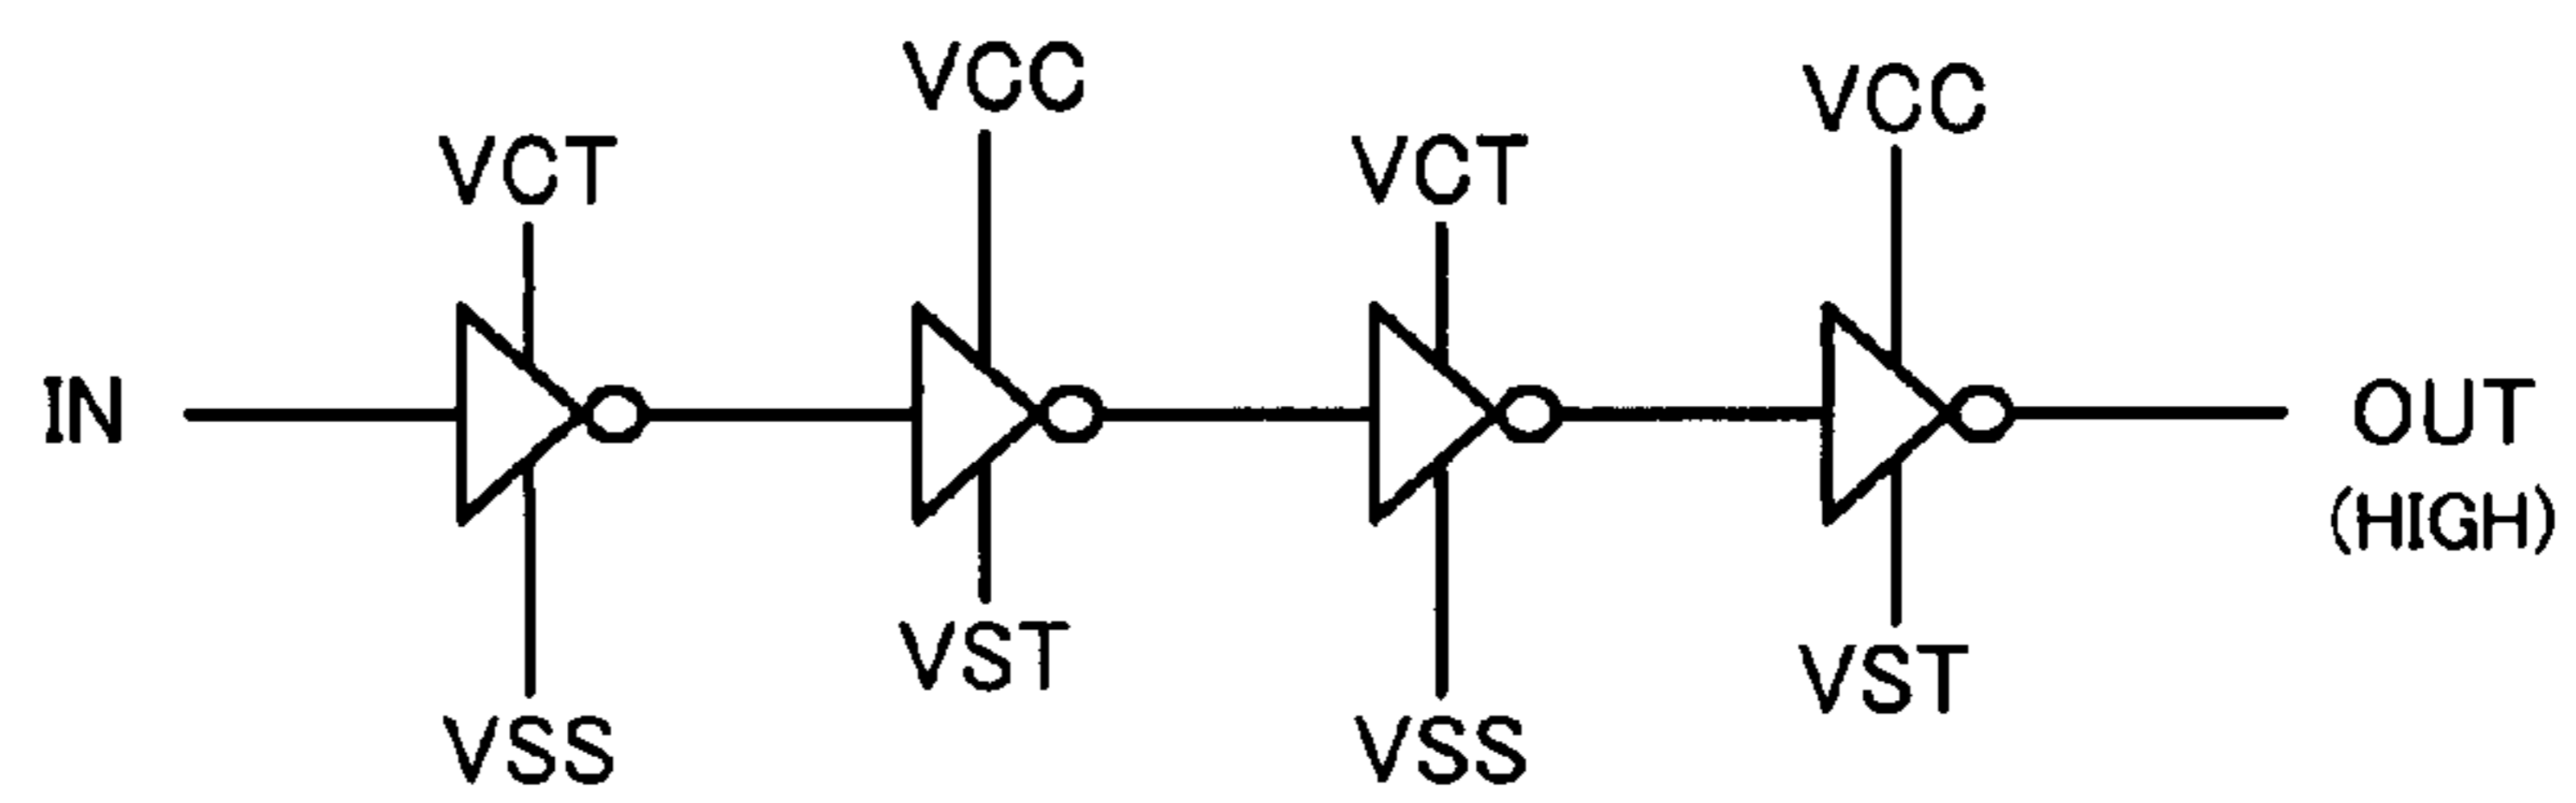 VCC
VCC
VCT
VCT
IN
OUT
(HIGH)
VST
VST
VSS
VSS